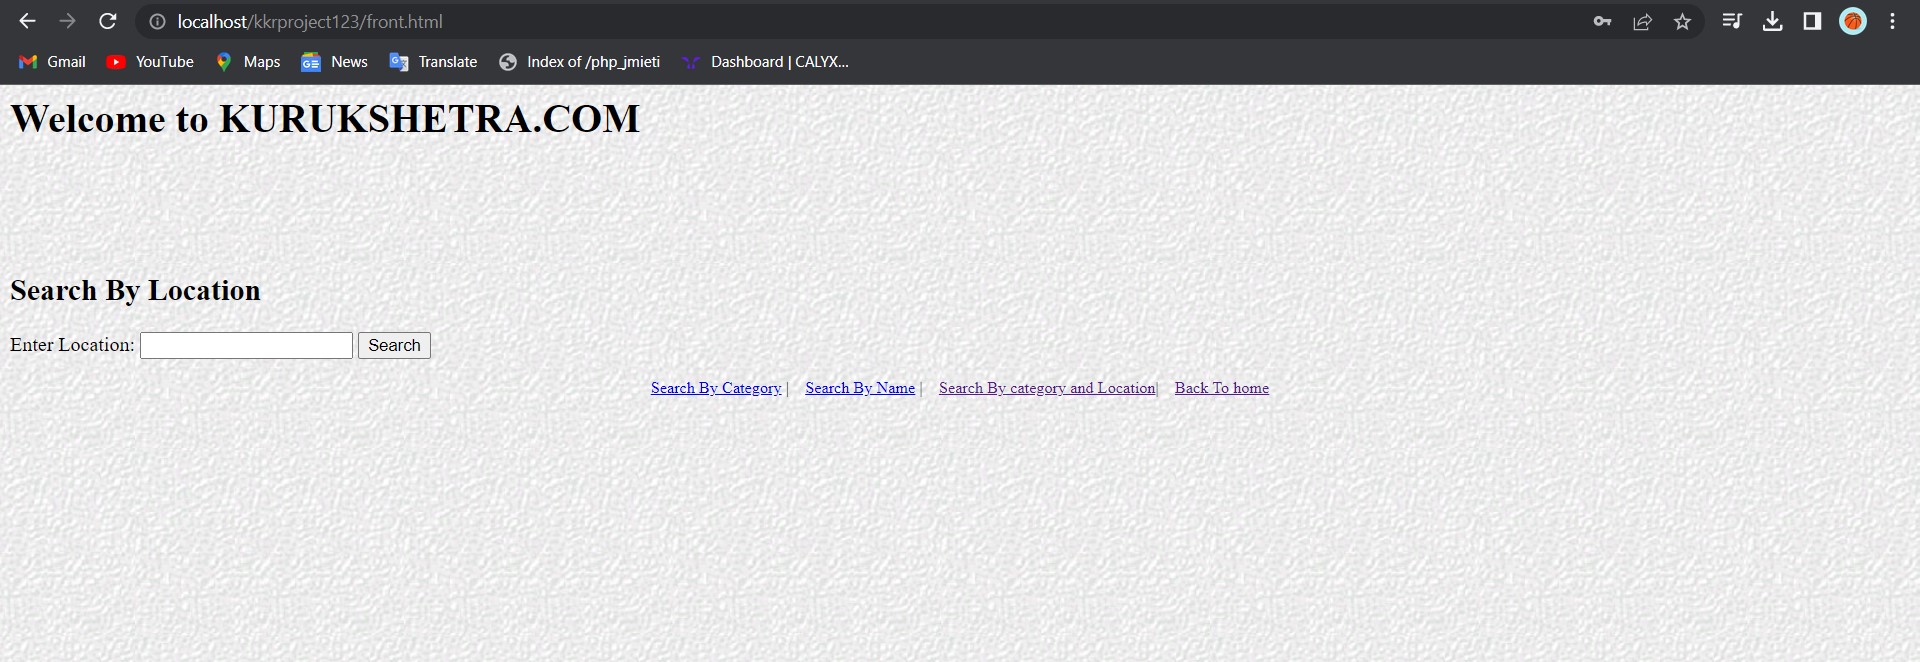 localhost/kkrproject123/front.html
Gmail YouTube Maps News Translate Index of /php_jmieti Dashboard | CALYX...
Welcome to KURUKSHETRA.COM
Search By Location
Enter Location: Search
Search By Category | Search By Name | Search By category and Location| Back To home